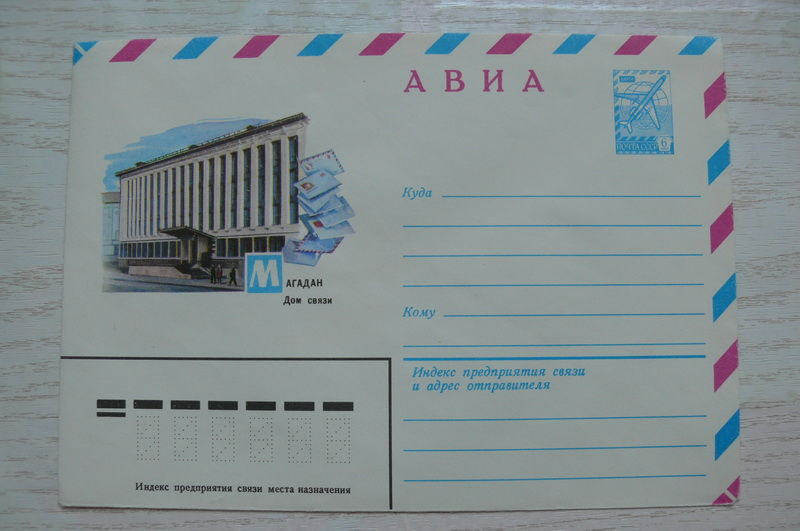 АВИА
ПОЧТА СССР 6
МАГАДАН
Дом связи
Куда
Кому
Индекс предприятия связи
и адрес отправителя
Индекс предприятия связи места назначения